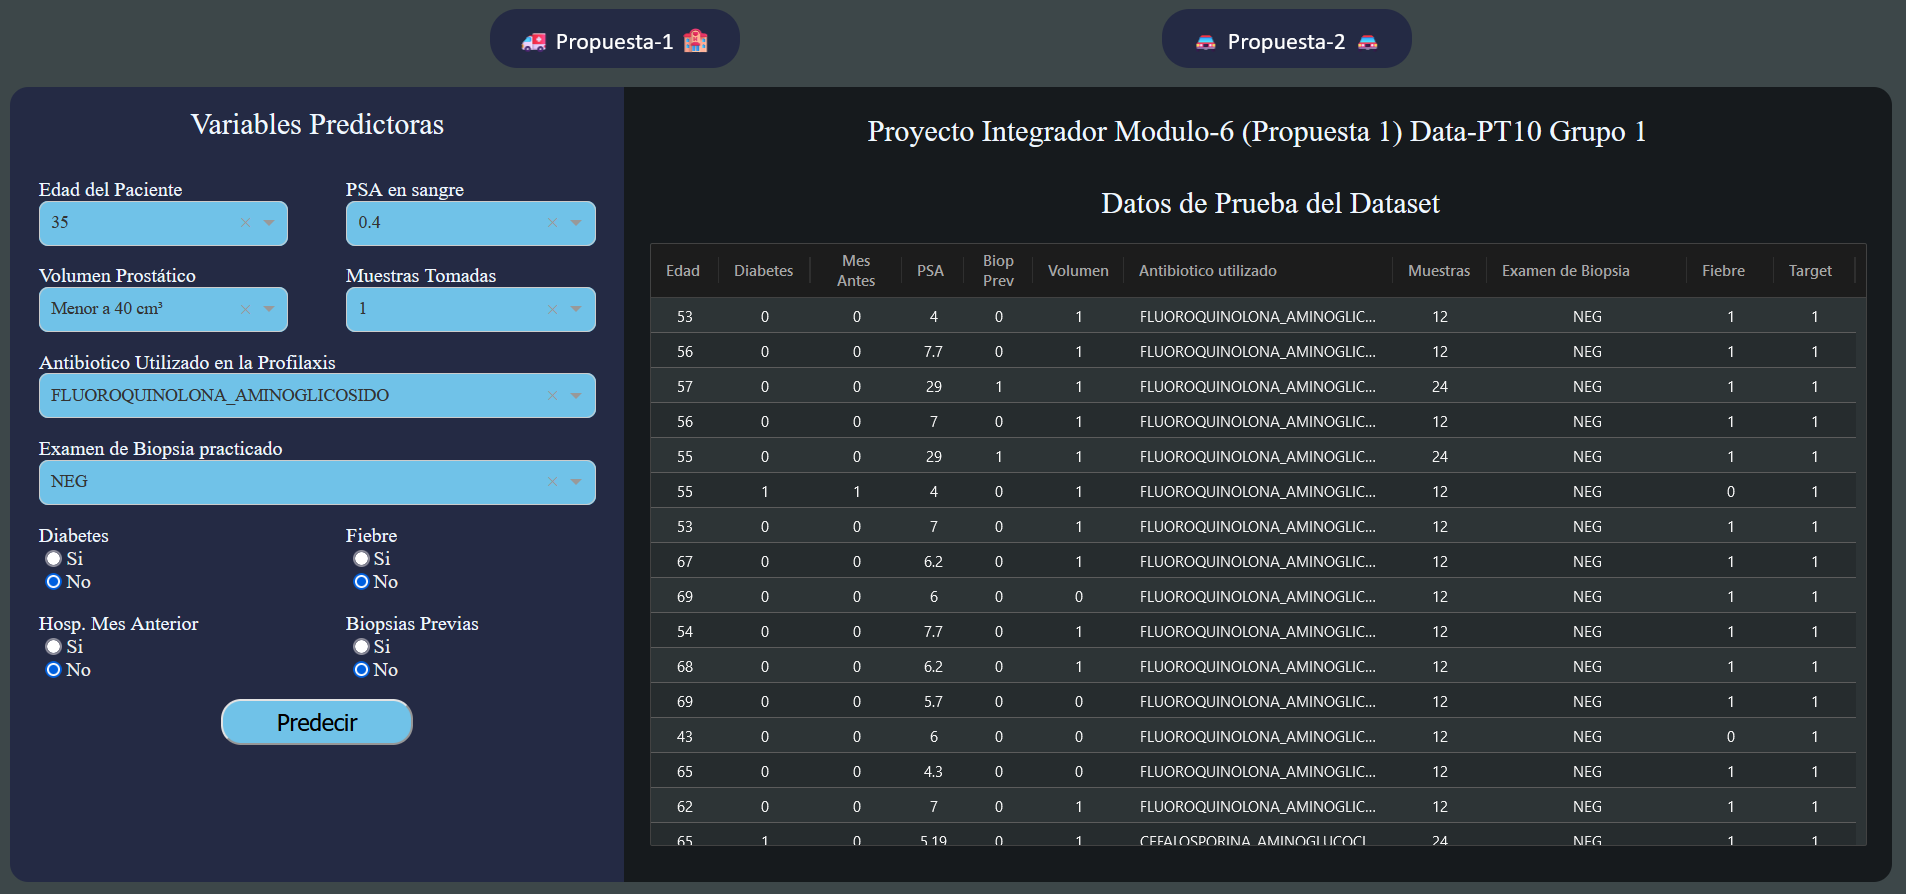 Propuesta-1
Propuesta-2
Variables Predictoras
Edad del Paciente
PSA en sangre
35
0.4
Volumen Prostático
Muestras Tomadas
Menor a 40 cm³
1
Antibiotico Utilizado en la Profilaxis
FLUOROQUINOLONA_AMINOGLICOSIDO
Examen de Biopsia practicado
NEG
Diabetes
Si
No
Fiebre
Si
No
Hosp. Mes Anterior
Si
No
Biopsias Previas
Si
No
Predecir
Proyecto Integrador Modulo-6 (Propuesta 1) Data-PT10 Grupo 1
Datos de Prueba del Dataset
Edad Diabetes Mes Antes PSA Biop Prev Volumen Antibiotico utilizado Muestras Examen de Biopsia Fiebre Target
53 0 0 4 0 1 FLUOROQUINOLONA_AMINOGLIC... 12 NEG 1 1
56 0 0 7.7 0 1 FLUOROQUINOLONA_AMINOGLIC... 12 NEG 1 1
57 0 0 29 1 1 FLUOROQUINOLONA_AMINOGLIC... 24 NEG 1 1
56 0 0 7 0 1 FLUOROQUINOLONA_AMINOGLIC... 12 NEG 1 1
55 0 0 29 1 1 FLUOROQUINOLONA_AMINOGLIC... 24 NEG 1 1
55 1 1 4 0 1 FLUOROQUINOLONA_AMINOGLIC... 12 NEG 0 1
53 0 0 7 0 1 FLUOROQUINOLONA_AMINOGLIC... 12 NEG 1 1
67 0 0 6.2 0 1 FLUOROQUINOLONA_AMINOGLIC... 12 NEG 1 1
69 0 0 6 0 0 FLUOROQUINOLONA_AMINOGLIC... 12 NEG 1 1
54 0 0 7.7 0 1 FLUOROQUINOLONA_AMINOGLIC... 12 NEG 1 1
68 0 0 6.2 0 1 FLUOROQUINOLONA_AMINOGLIC... 12 NEG 1 1
69 0 0 5.7 0 0 FLUOROQUINOLONA_AMINOGLIC... 12 NEG 1 1
43 0 0 6 0 0 FLUOROQUINOLONA_AMINOGLIC... 12 NEG 0 1
65 0 0 4.3 0 0 FLUOROQUINOLONA_AMINOGLIC... 12 NEG 1 1
62 0 0 7 0 1 FLUOROQUINOLONA_AMINOGLIC... 12 NEG 1 1
65 1 0 5.19 0 1 CEFALOSPORINA_AMINOGLUCOCI... 24 NEG 1 1